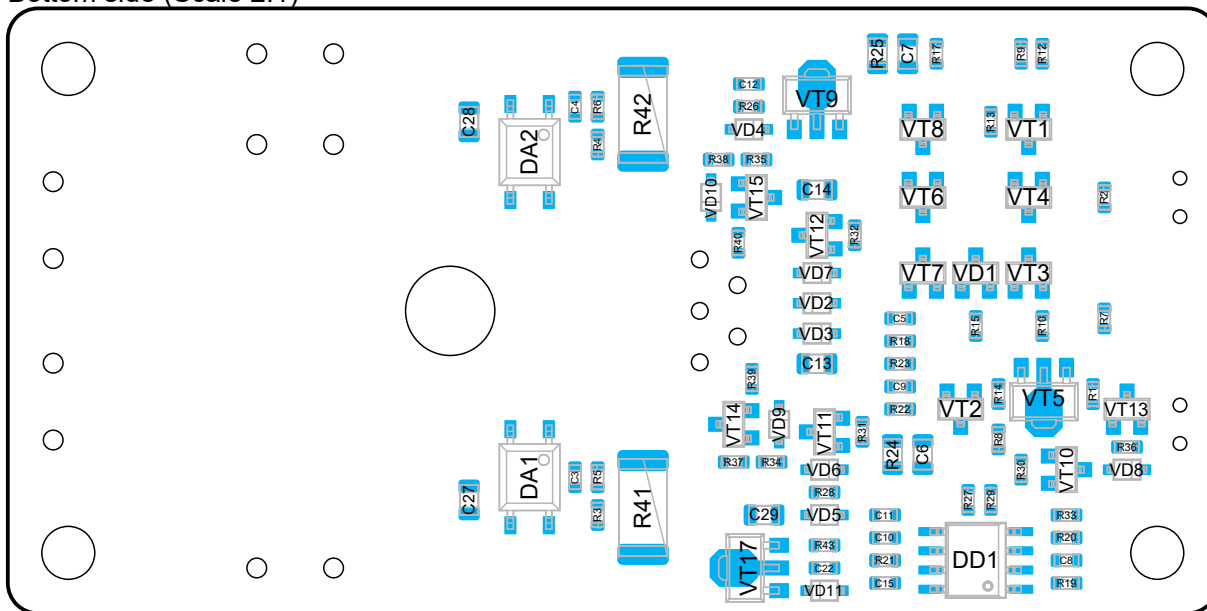 Bottom side (Scale 2:1)
R25
C7
R17
R9
R12
C12
VT9
C28
C4
R6
R42
R26
VD4
VT8
R13
VT1
DA2
R4
R38
R35
VD10
VT15
C14
VT6
VT4
R2
R40
VT12
R32
VD7
VT7
VD1
VT3
VD2
C5
R15
R10
R7
VD3
R18
C13
R23
R39
C9
R14
VT5
R1
R22
VT2
VT13
VT14
VD9
VT11
R31
R8
R36
R24
C6
DA1
C3
R5
R41
R37
R34
VD6
R30
VT10
VD8
C27
R3
R28
R27
R29
C29
VD5
C11
R33
R43
C10
DD1
R20
VT17
C22
R21
C8
VD11
C15
R19